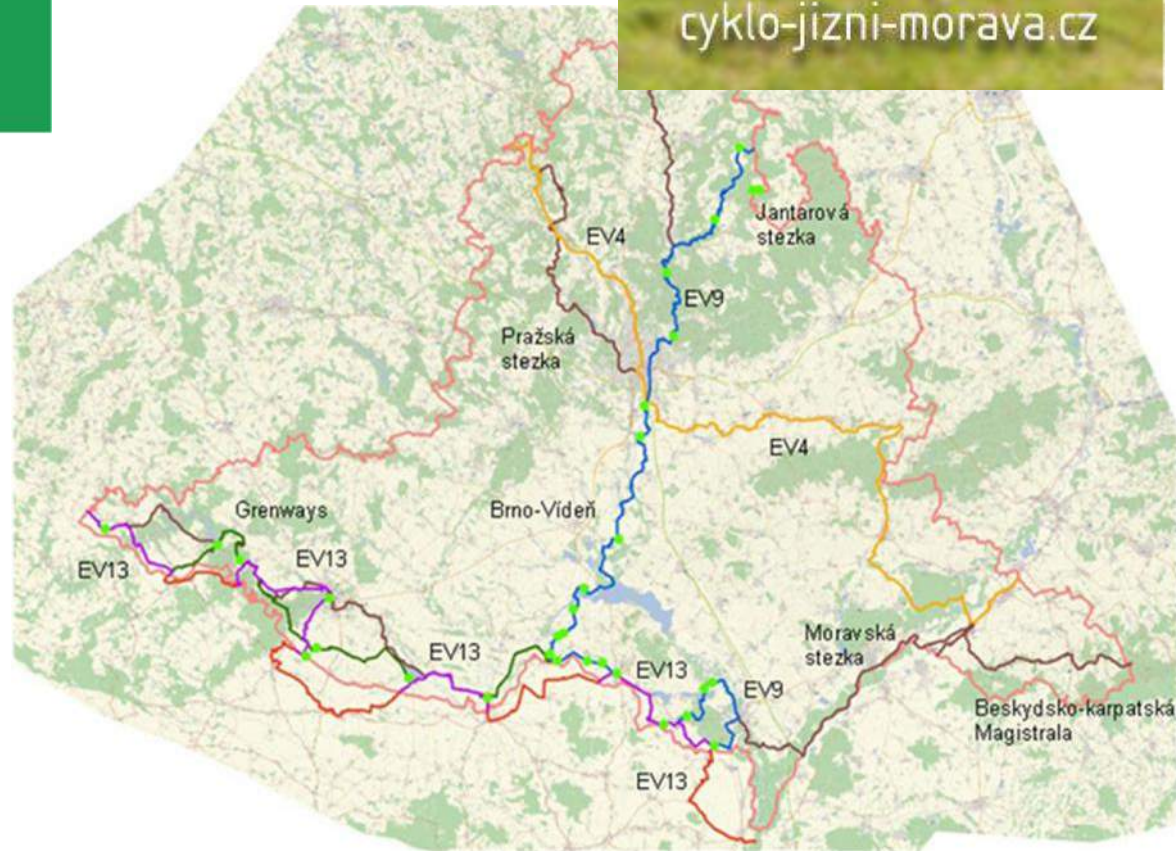 cyklo-jizni-morava.cz
Jantarová
stezka
EV4
EV9
Pražská
stezka
EV4
Grenways
Brno-Vídeň
EV13
EV13
EV13
Moravská
stezka
EV13
EV9
Beskydsko-karpatská
Magistrala
EV13